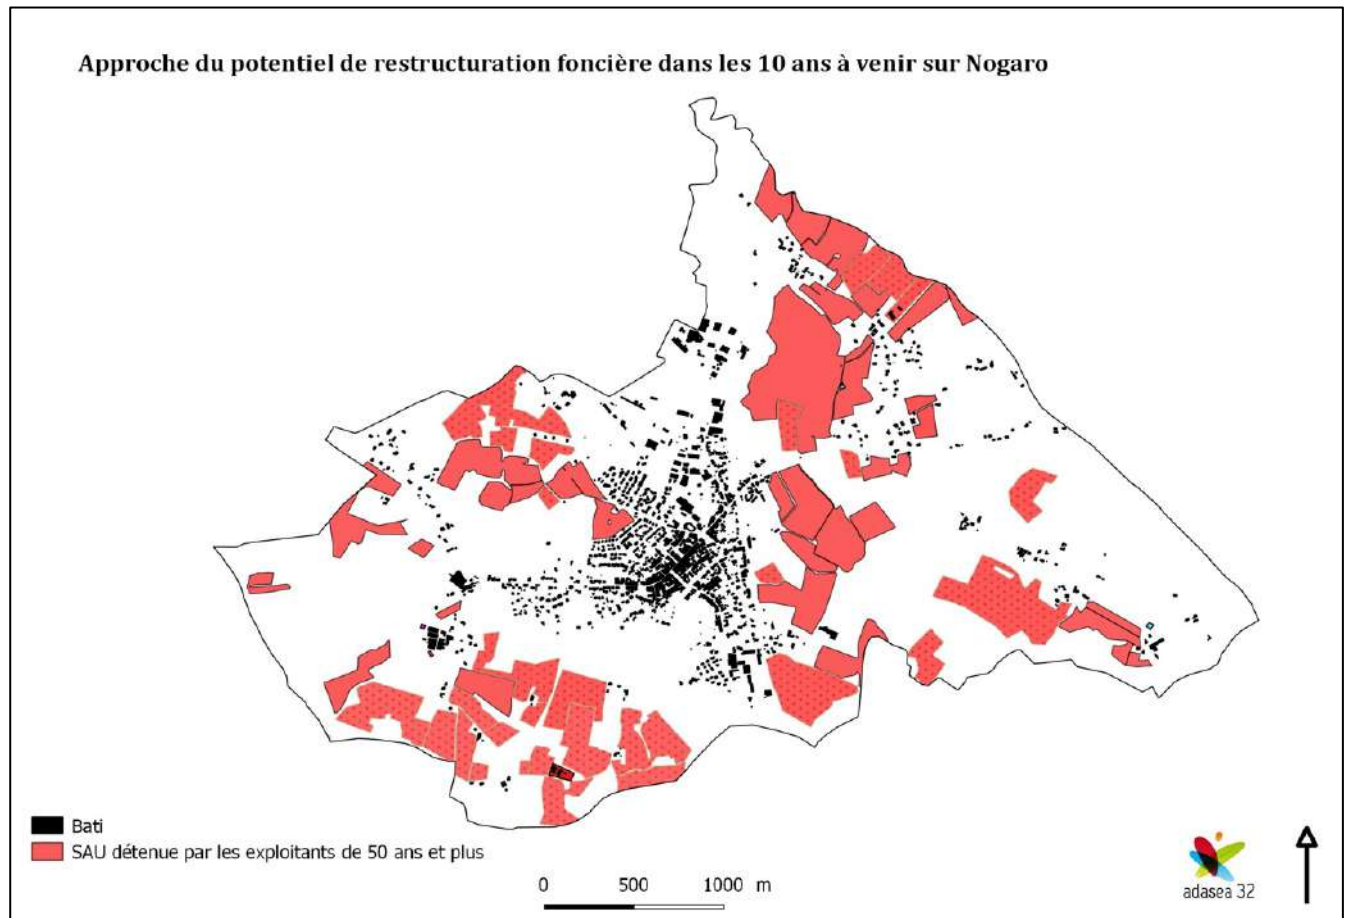 Approche du potentiel de restructuration foncière dans les 10 ans à venir sur Nogaro
Bati
SAU détenue par les exploitants de 50 ans et plus
0 500 1000 m
adasea 32